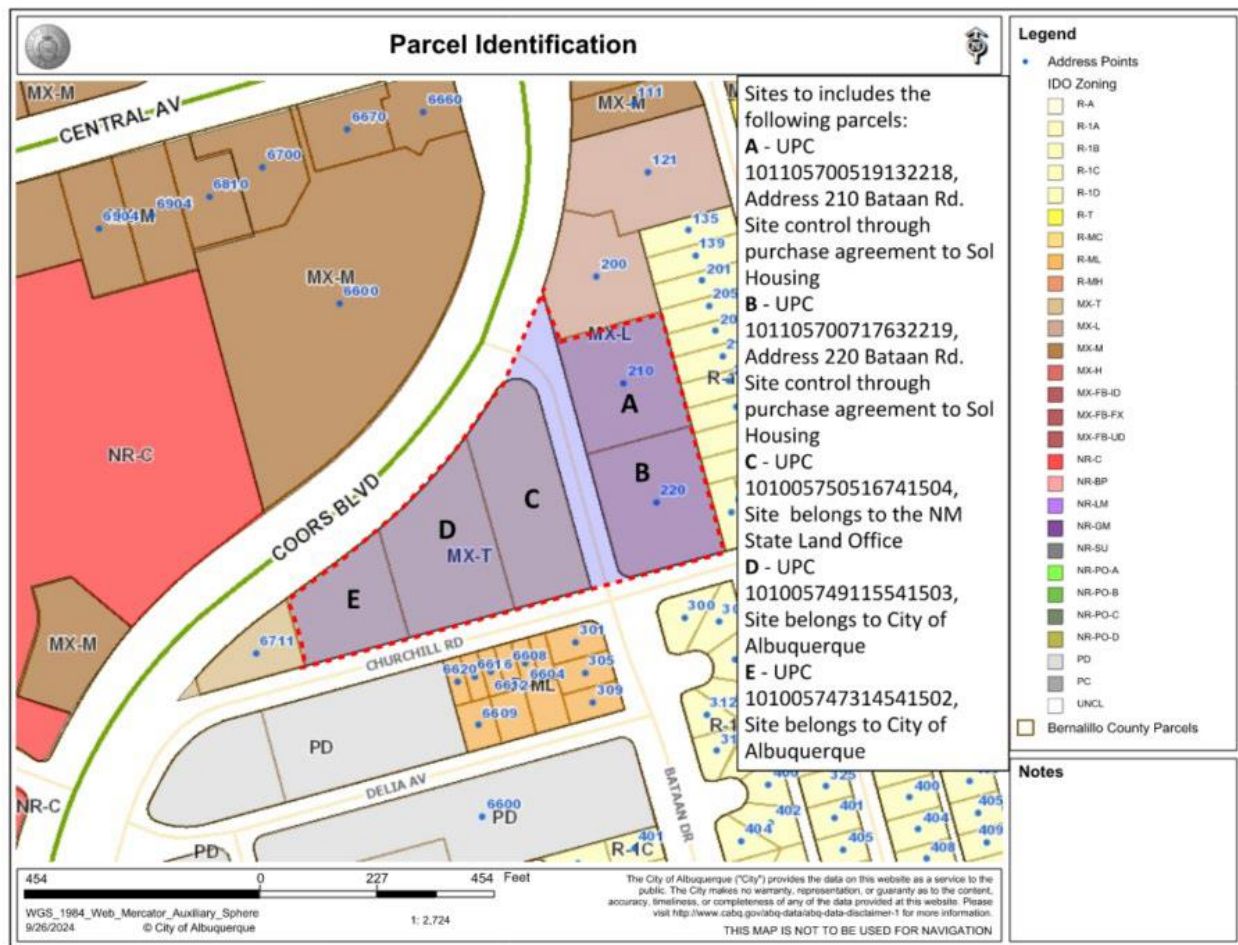 Parcel Identification
MX-M
CENTRAL AV
6660
6670
6700
6810
6904
6904
MX-M
MX-M
6600
NR-C
COORS BLVD
MX-M
NR-C
MX-M
111
121
200
MX-L
135
139
201
205
210
A
B
220
C
D
MX-T
E
6711
CHURCHILL RD
6620
6616
6608
6604
301
305
309
6609
PD
DELIA AV
PD
6600
PD
BATAAN DR
300
312
R-1C
401
404
402
400
325
401
405
400
404
408
405
409
Sites to includes the
following parcels:
A - UPC
101105700519132218,
Address 210 Bataan Rd.
Site control through
purchase agreement to Sol
Housing
B - UPC
101105700717632219,
Address 220 Bataan Rd.
Site control through
purchase agreement to Sol
Housing
C - UPC
101005750516741504,
Site belongs to the NM
State Land Office
D - UPC
101005749115541503,
Site belongs to City of
Albuquerque
E - UPC
101005747314541502,
Site belongs to City of
Albuquerque
Legend
Address Points
IDO Zoning
R-A
R-1A
R-1B
R-1C
R-1D
R-T
R-MC
R-ML
R-MH
MX-T
MX-L
MX-M
MX-H
MX-FB-ID
MX-FB-FX
MX-FB-UD
NR-C
NR-BP
NR-LM
NR-GM
NR-SU
NR-PO-A
NR-PO-B
NR-PO-C
NR-PO-D
PD
PC
UNCL
Bernalillo County Parcels
Notes
454 0 227 454 Feet
WGS_1984_Web_Mercator_Auxiliary_Sphere
9/26/2024 © City of Albuquerque
1: 2,724
The City of Albuquerque ("City") provides the data on this website as a service to the
public. The City makes no warranty, representation, or guaranty as to the content,
accuracy, timeliness, or completeness of any of the data provided at this website. Please
visit http://www.cabq.gov/abq-data/abq-data-disclaimer-1 for more information.
THIS MAP IS NOT TO BE USED FOR NAVIGATION